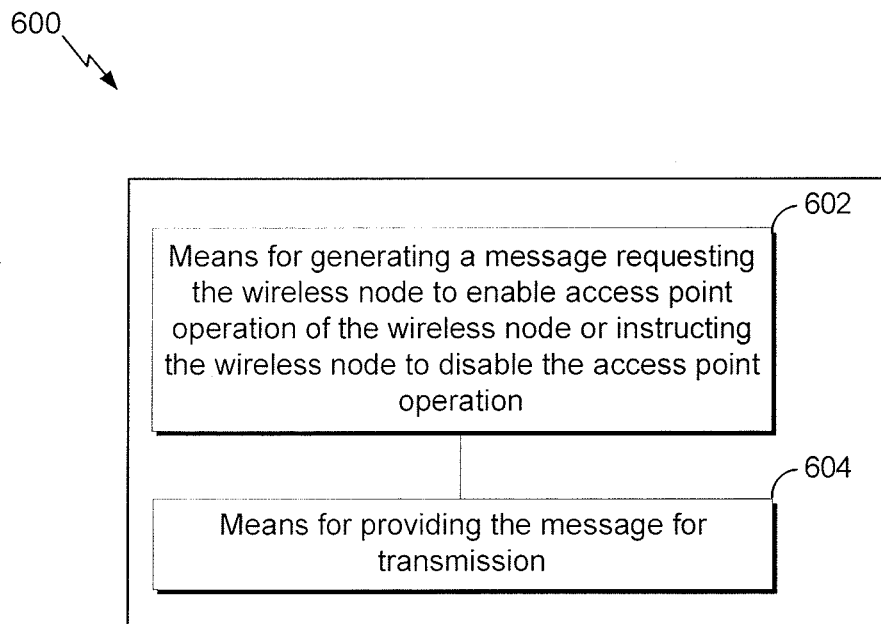 600
602
Means for generating a message requesting
the wireless node to enable access point
operation of the wireless node or instructing
the wireless node to disable the access point
operation
604
Means for providing the message for
transmission